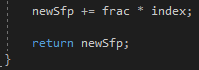 newSfp += frac * index;
return newSfp;
}